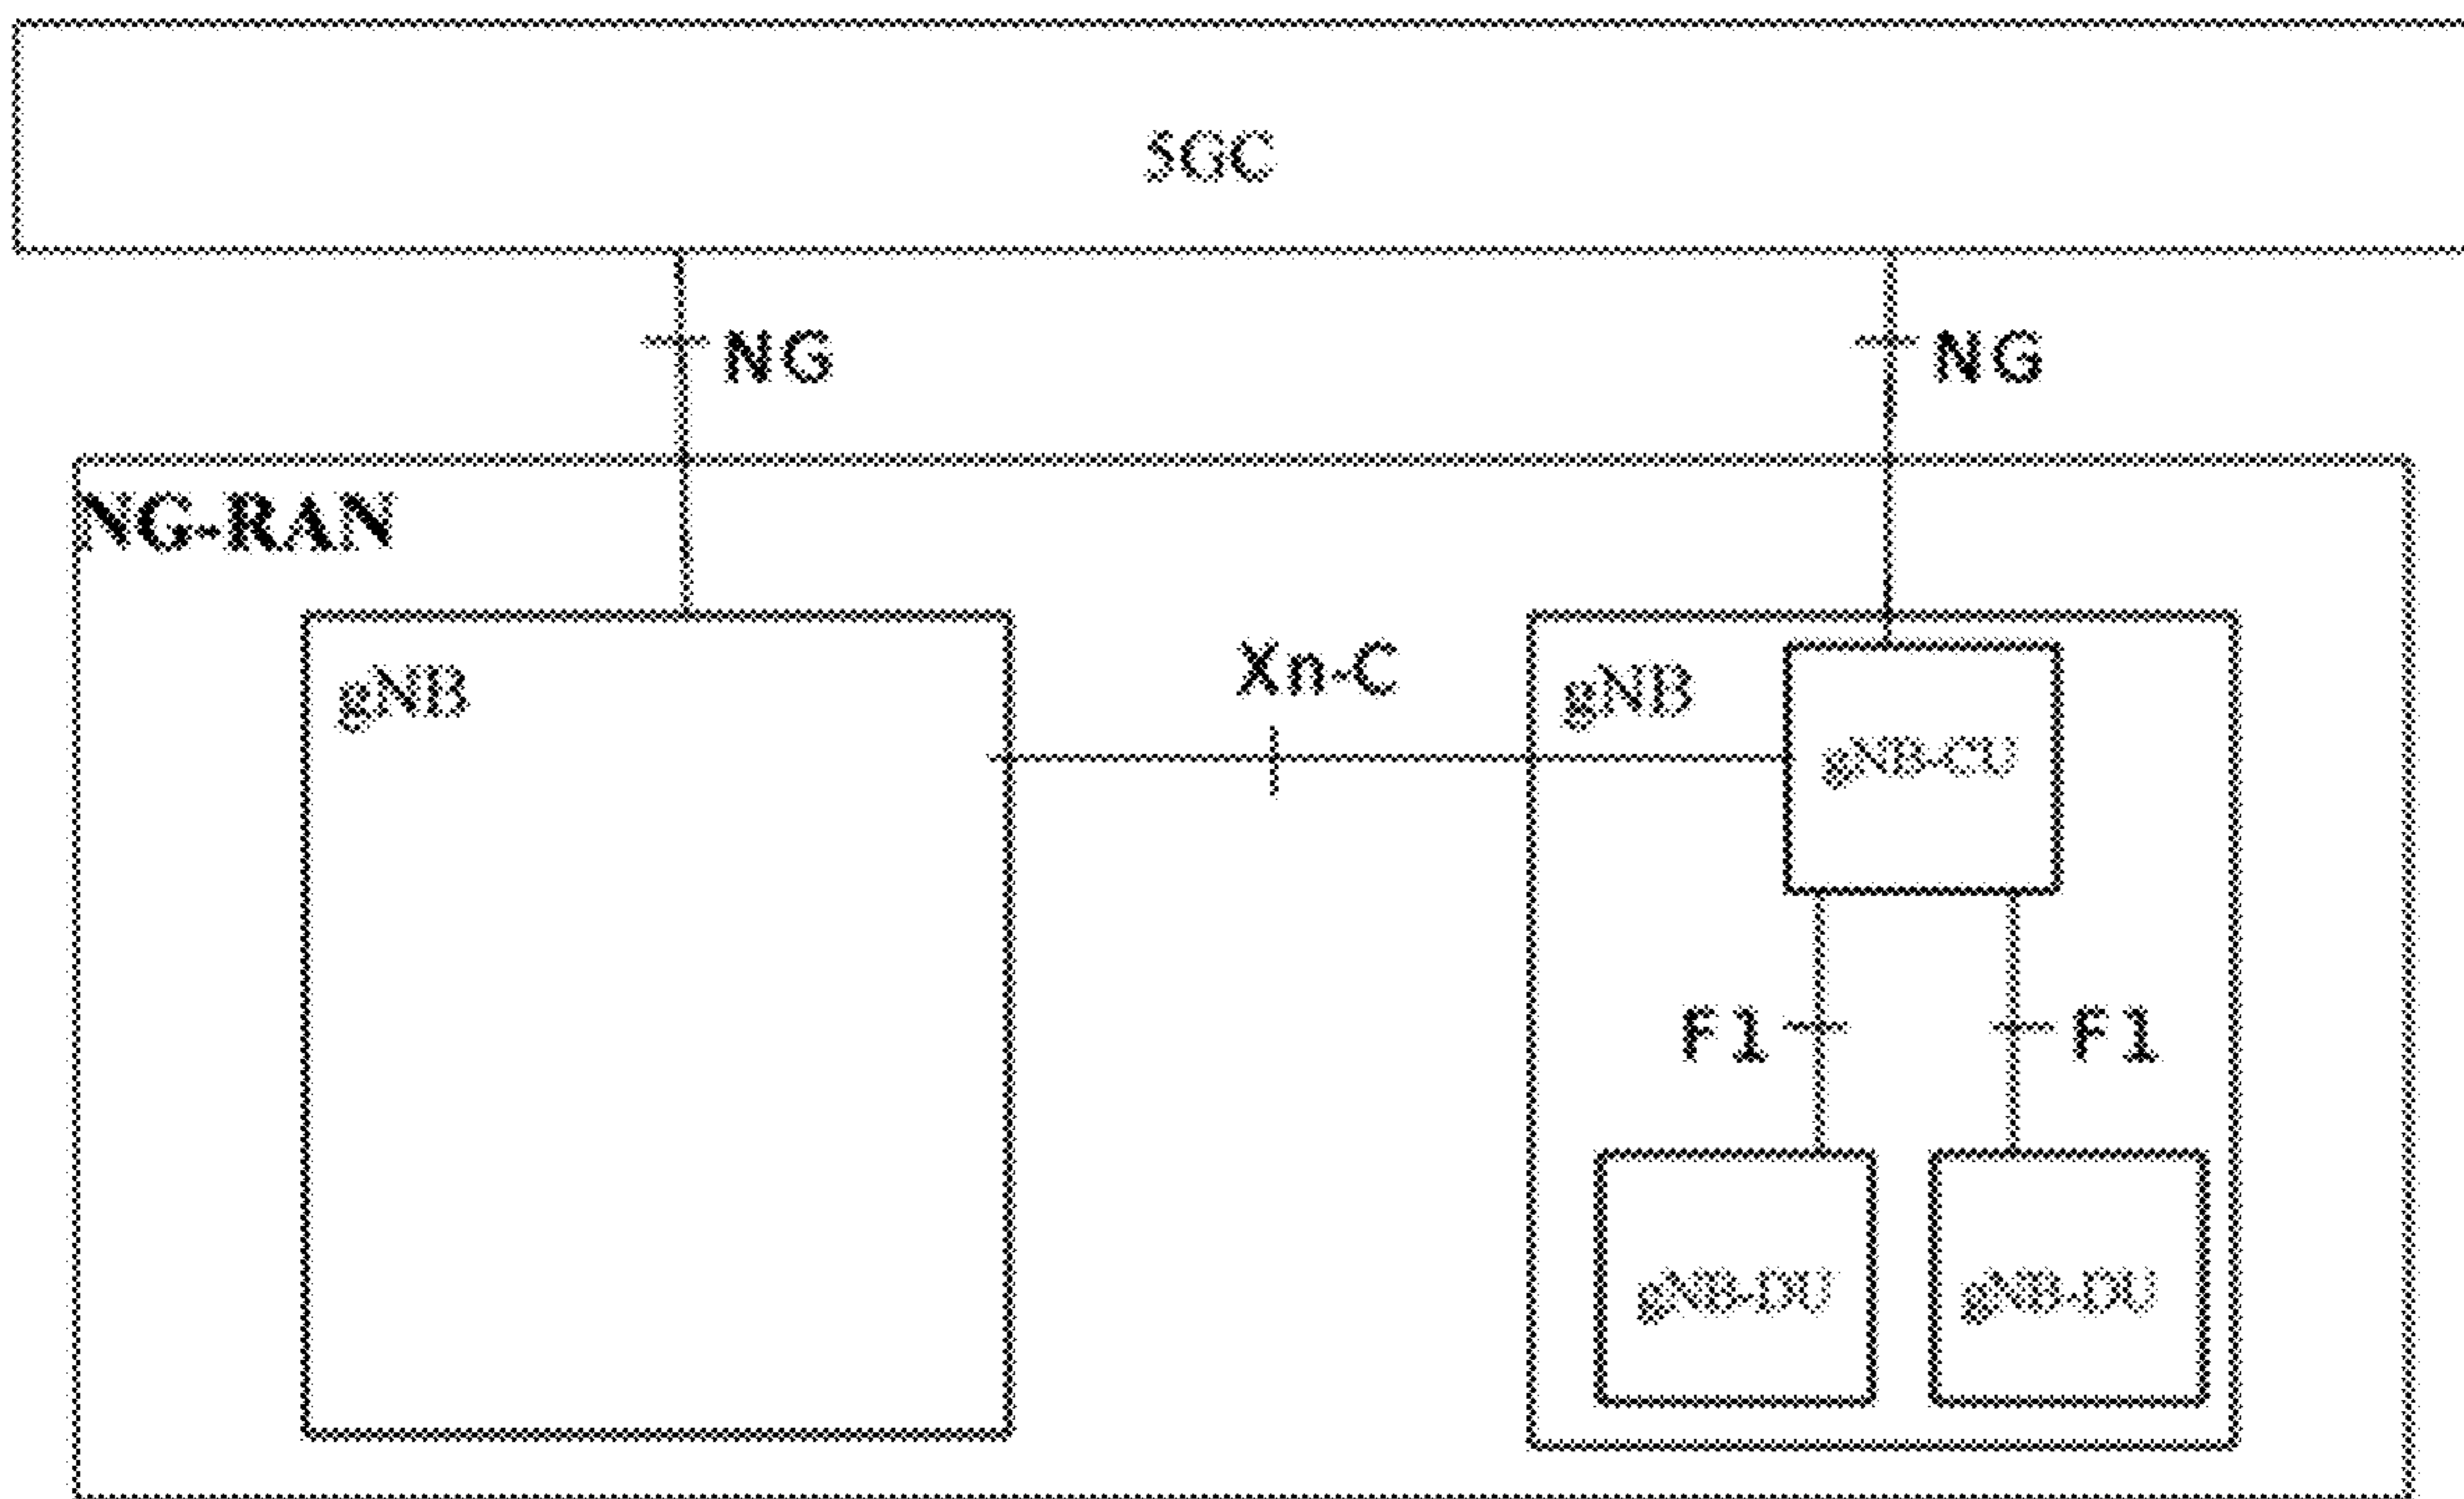 5GC
NG
NG
NG-RAN
gNB
Xn-C
gNB
gNB-CU
F1
F1
gNB-DU
gNB-DU